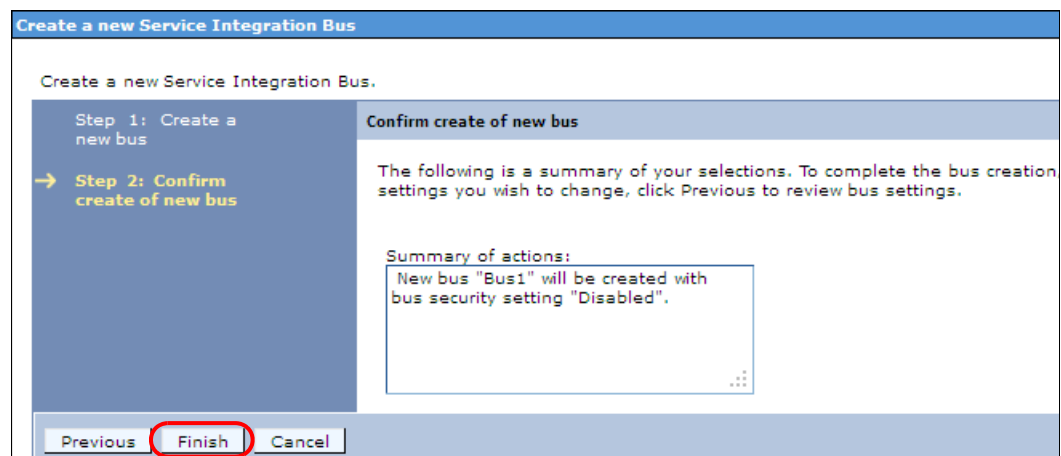 Create a new Service Integration Bus
Create a new Service Integration Bus.
Step 1: Create a
new bus
Step 2: Confirm
create of new bus
Confirm create of new bus
The following is a summary of your selections. To complete the bus creation,
settings you wish to change, click Previous to review bus settings.
Summary of actions:
New bus "Bus1" will be created with
bus security setting "Disabled".
Previous
Finish
Cancel